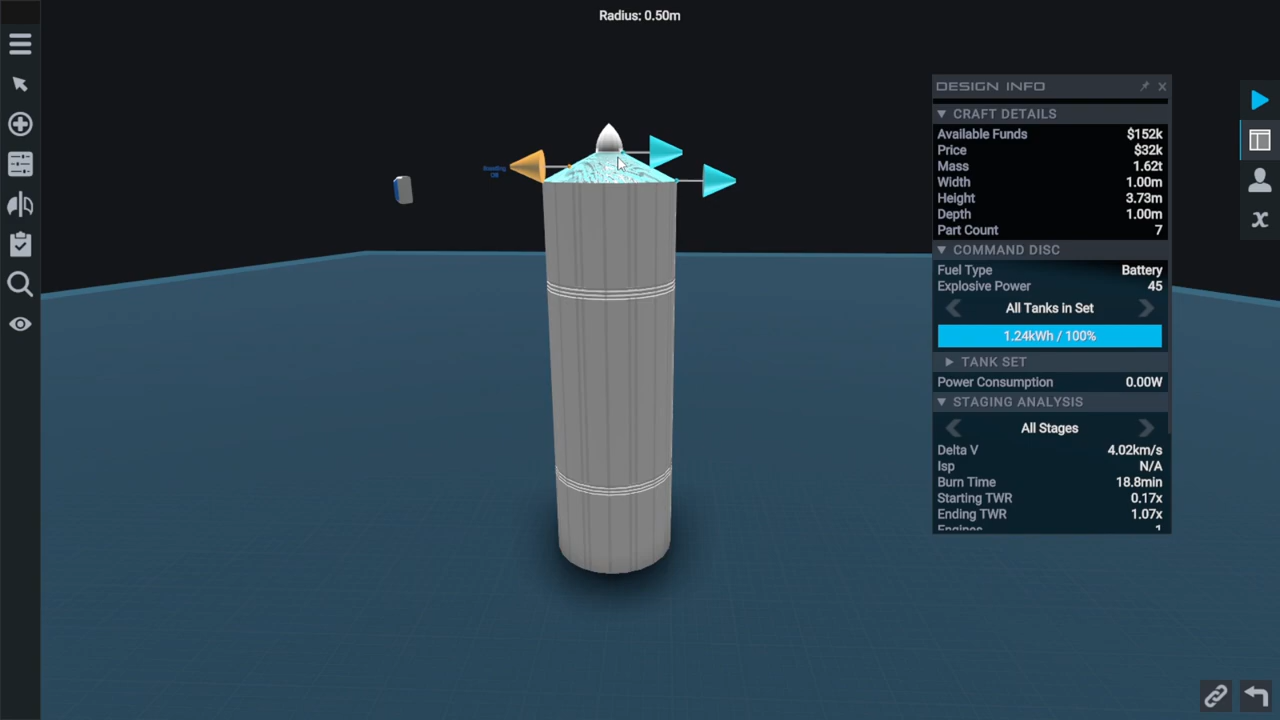 Radius: 0.50m
DESIGN INFO
CRAFT DETAILS
Available Funds $152k
Price $32k
Mass 1.62t
Width 1.00m
Height 3.73m
Depth 1.00m
Part Count 7
COMMAND DISC
Fuel Type Battery
Explosive Power 45
All Tanks in Set
1.24kWh / 100%
TANK SET
Power Consumption 0.00W
STAGING ANALYSIS
All Stages
Delta V 4.02km/s
Isp N/A
Burn Time 18.8min
Starting TWR 0.17x
Ending TWR 1.07x
Engines 1